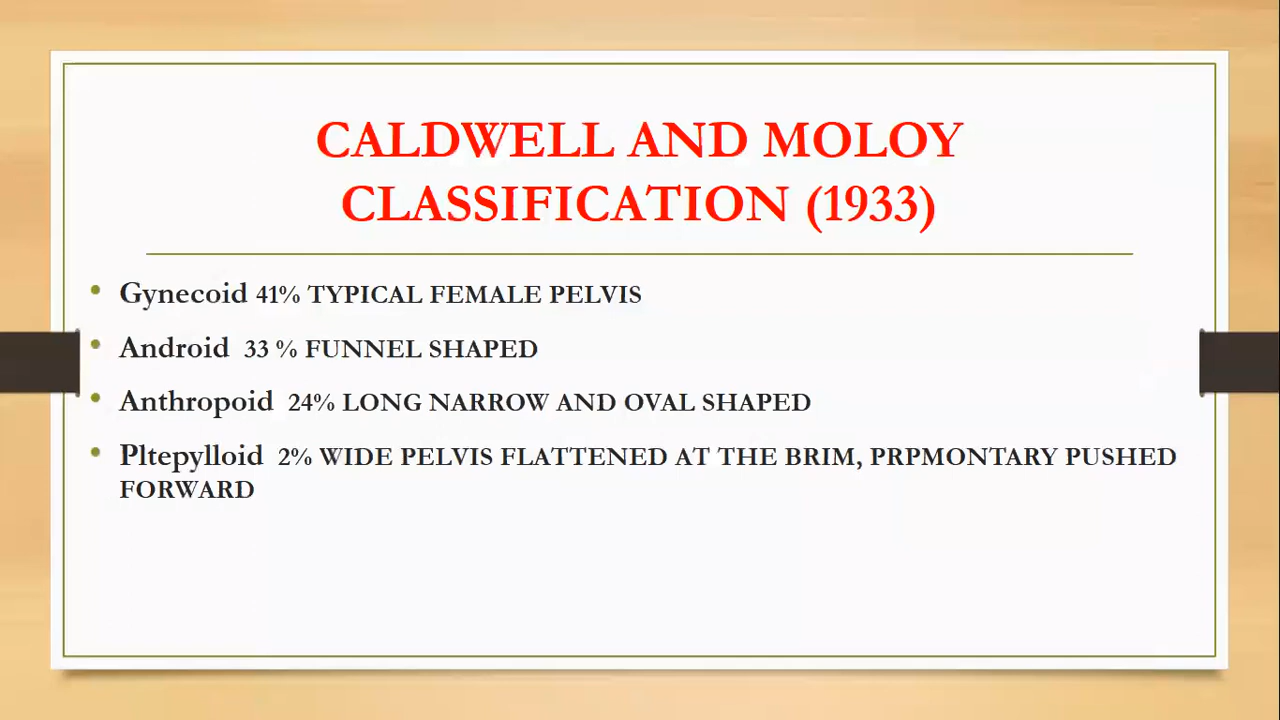 CALDWELL AND MOLOY
CLASSIFICATION (1933)
• Gynecoid 41% TYPICAL FEMALE PELVIS
• Android 33 % FUNNEL SHAPED
• Anthropoid 24% LONG NARROW AND OVAL SHAPED
• Pltepylloid 2% WIDE PELVIS FLATTENED AT THE BRIM, PRPMONTARY PUSHED
FORWARD